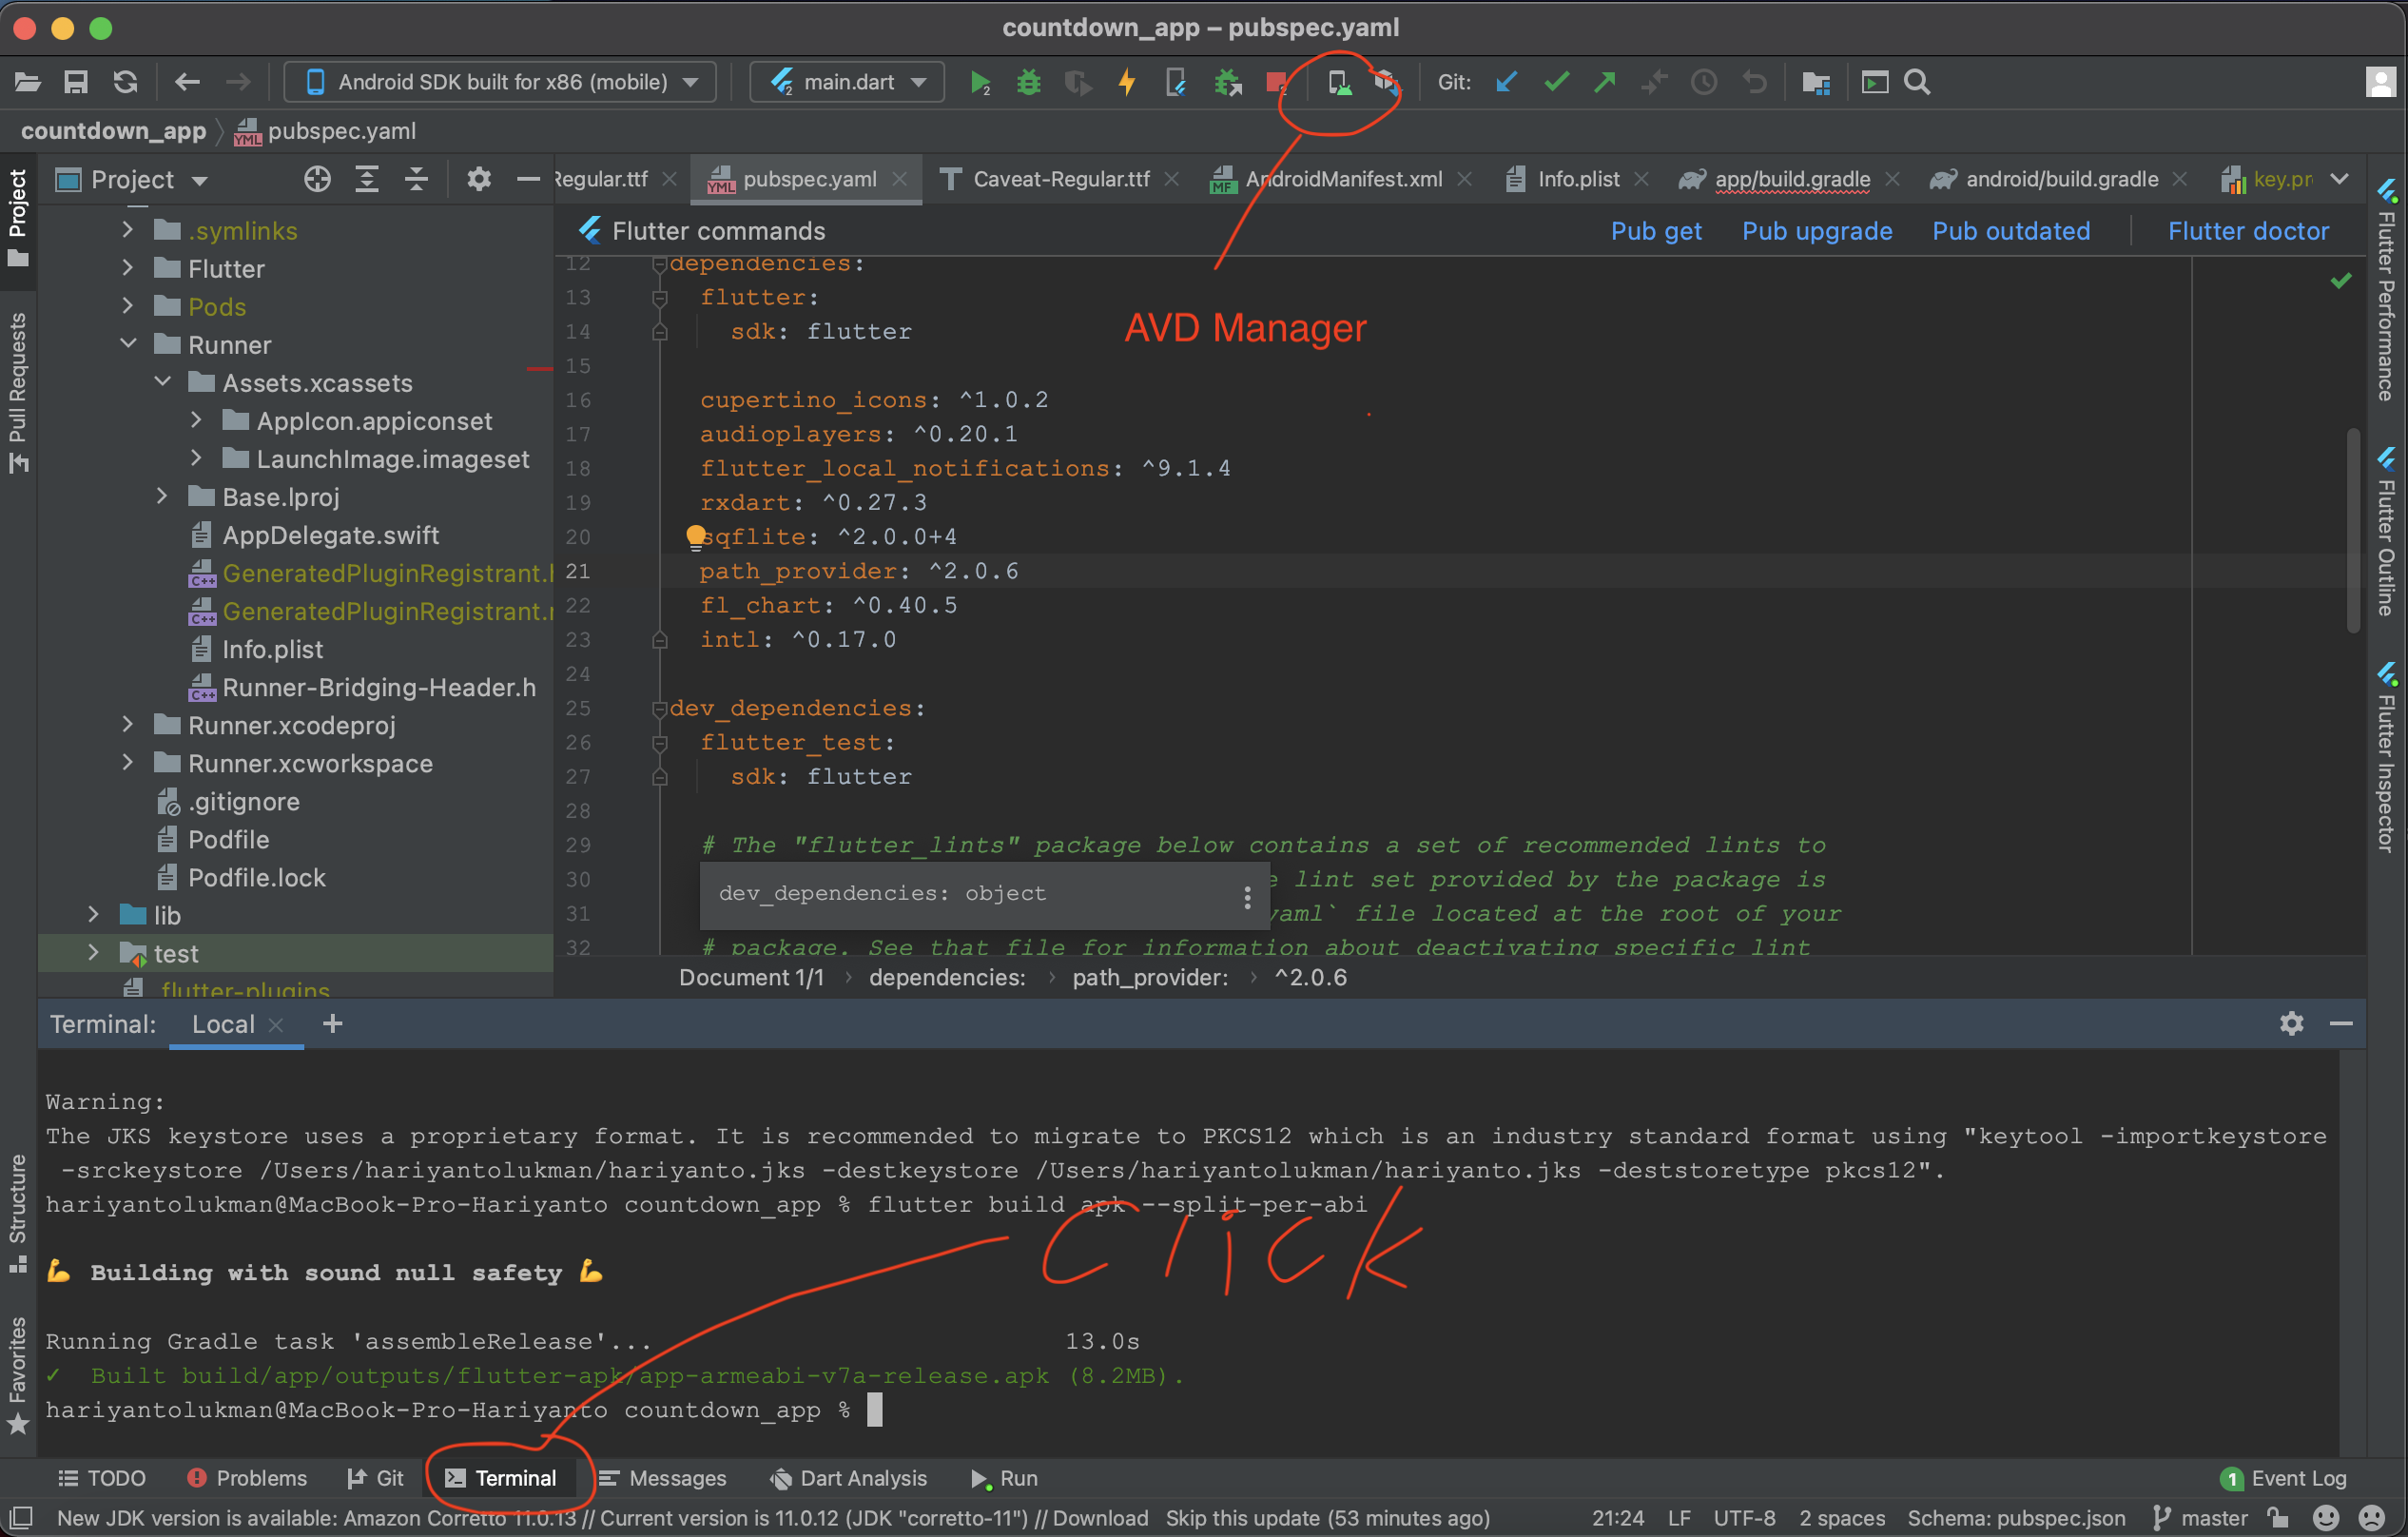 countdown_app – pubspec.yaml
Android SDK built for x86 (mobile)
main.dart
Git:
countdown_app
pubspec.yaml
Project
Regular.ttf
pubspec.yaml
Caveat-Regular.ttf
AndroidManifest.xml
Info.plist
app/build.gradle
android/build.gradle
key.pr
Project
Pull Requests
Structure
Favorites
.symlinks
Flutter
Pods
Runner
Assets.xcassets
AppIcon.appiconset
LaunchImage.imageset
Base.lproj
AppDelegate.swift
GeneratedPluginRegistrant.h
GeneratedPluginRegistrant.m
Info.plist
Runner-Bridging-Header.h
Runner.xcodeproj
Runner.xcworkspace
.gitignore
Podfile
Podfile.lock
lib
test
.flutter-plugins
Flutter commands
Pub get
Pub upgrade
Pub outdated
Flutter doctor
12 dependencies:
13 flutter:
14 sdk: flutter
15
16 cupertino_icons: ^1.0.2
17 audioplayers: ^0.20.1
18 flutter_local_notifications: ^9.1.4
19 rxdart: ^0.27.3
20 sqflite: ^2.0.0+4
21 path_provider: ^2.0.6
22 fl_chart: ^0.40.5
23 intl: ^0.17.0
24
25 dev_dependencies:
26 flutter_test:
27 sdk: flutter
28
29 # The "flutter_lints" package below contains a set of recommended lints to
30 e lint set provided by the package is
31 yaml` file located at the root of your
32 # package. See that file for information about deactivating specific lint
dev_dependencies: object
AVD Manager
Document 1/1 › dependencies: › path_provider: › ^2.0.6
Flutter Performance
Flutter Outline
Flutter Inspector
Terminal:
Local
Warning:
The JKS keystore uses a proprietary format. It is recommended to migrate to PKCS12 which is an industry standard format using "keytool -importkeystore
-srckeystore /Users/hariyantolukman/hariyanto.jks -destkeystore /Users/hariyantolukman/hariyanto.jks -deststoretype pkcs12".
hariyantolukman@MacBook-Pro-Hariyanto countdown_app % flutter build apk --split-per-abi
Click
💪 Building with sound null safety 💪
Running Gradle task 'assembleRelease'... 13.0s
✓ Built build/app/outputs/flutter-apk/app-armeabi-v7a-release.apk (8.2MB).
hariyantolukman@MacBook-Pro-Hariyanto countdown_app %
TODO
Problems
Git
Terminal
Messages
Dart Analysis
Run
1 Event Log
New JDK version is available: Amazon Corretto 11.0.13 // Current version is 11.0.12 (JDK "corretto-11") // Download Skip this update (53 minutes ago)
21:24
LF
UTF-8
2 spaces
Schema: pubspec.json
master